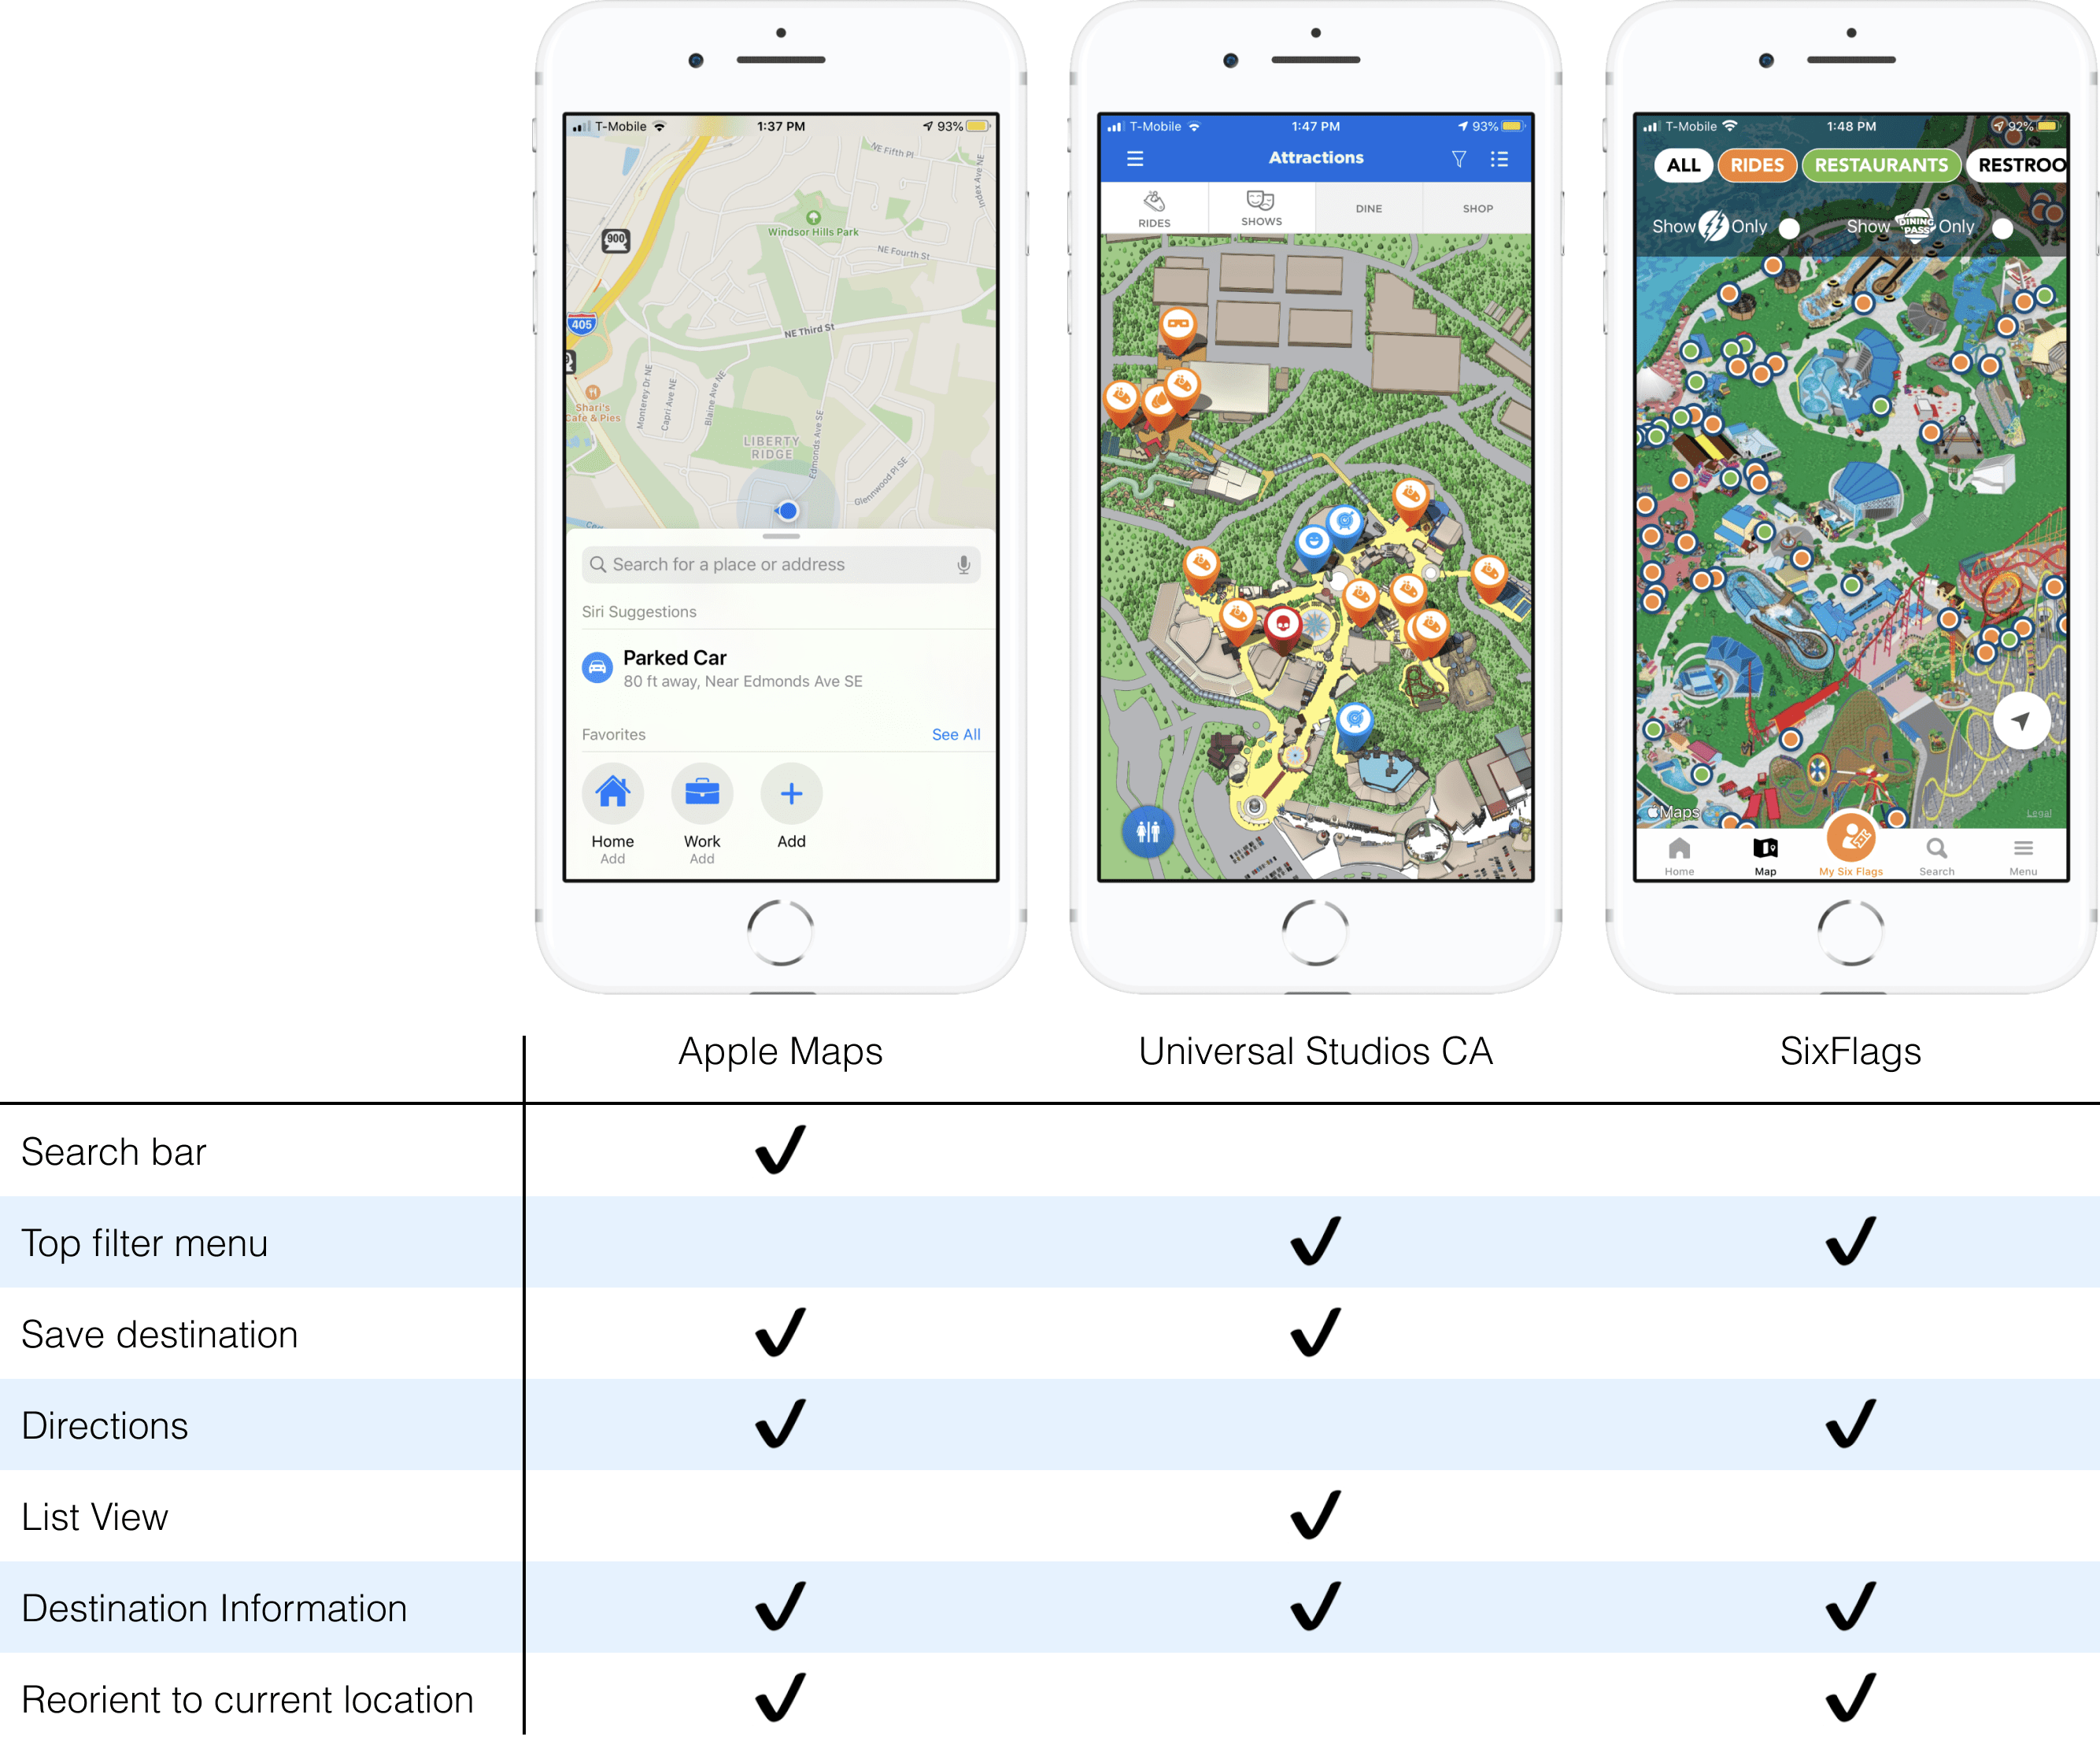 T-Mobile 1:37 PM 93%
NE Fifth Pl
Index Ave NE
Windsor Hills Park
900
NE Fourth St
405
NE Third St
Monterey Dr NE
Capri Ave NE
Blaine Ave NE
Shari's
Cafe & Pies
LIBERTY
RIDGE
Edmonds Ave SE
Glennwood Pl SE
Search for a place or address
Siri Suggestions
Parked Car
80 ft away, Near Edmonds Ave SE
Favorites See All
Home Work Add
Add Add
T-Mobile 1:47 PM 93%
Attractions
RIDES SHOWS DINE SHOP
T-Mobile 1:48 PM 92%
ALL RIDES RESTAURANTS RESTROO
Show Only Show DINING PASS Only
Maps Legal
Home Map My Six Flags Search Menu
Apple Maps Universal Studios CA SixFlags
Search bar ✓
Top filter menu ✓ ✓
Save destination ✓ ✓
Directions ✓ ✓
List View ✓
Destination Information ✓ ✓ ✓
Reorient to current location ✓ ✓